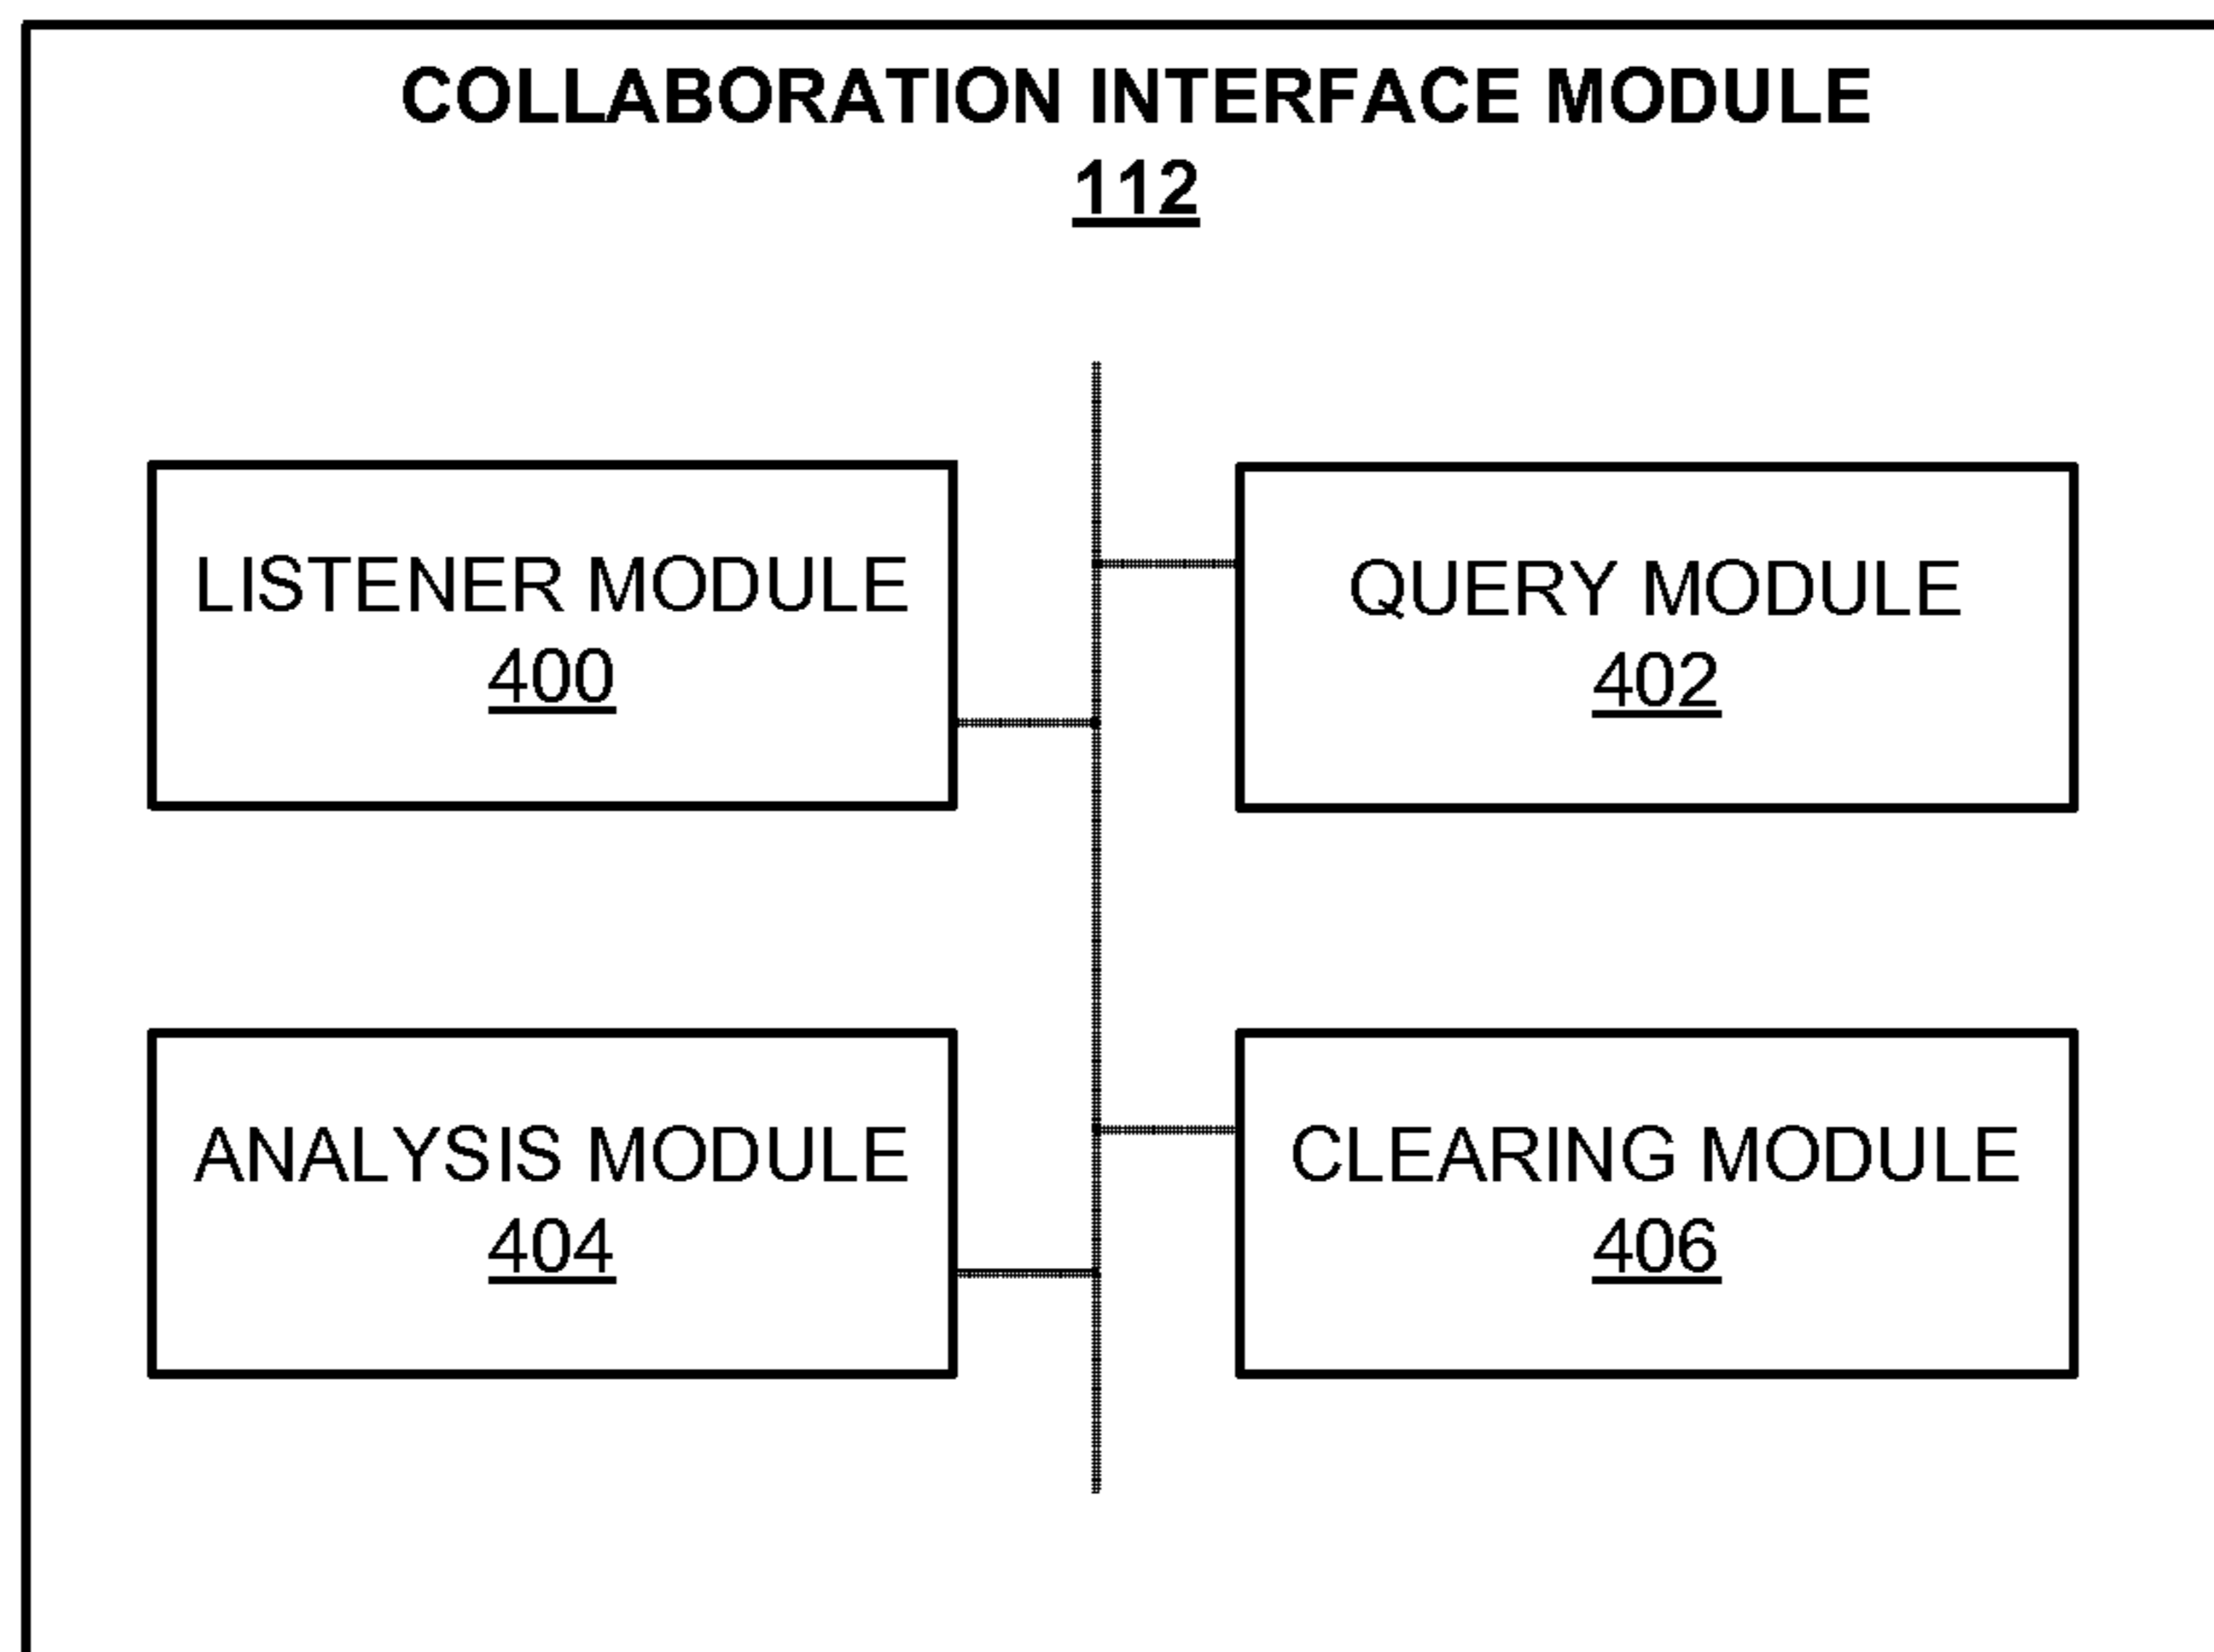 COLLABORATION INTERFACE MODULE
112
LISTENER MODULE
400
QUERY MODULE
402
ANALYSIS MODULE
404
CLEARING MODULE
406